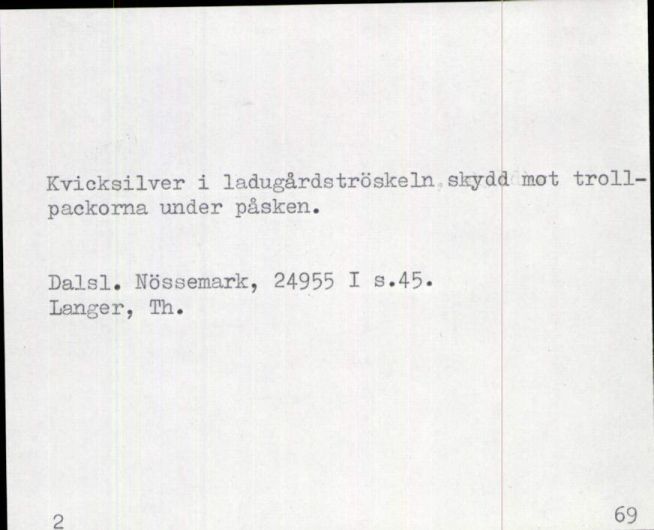 Kvicksilver i ladugårdströskeln skydd mot troll-
packorna under påsken.
Dalsl. Nössemark, 24955 I s.45.
Langer, Th.
2 69